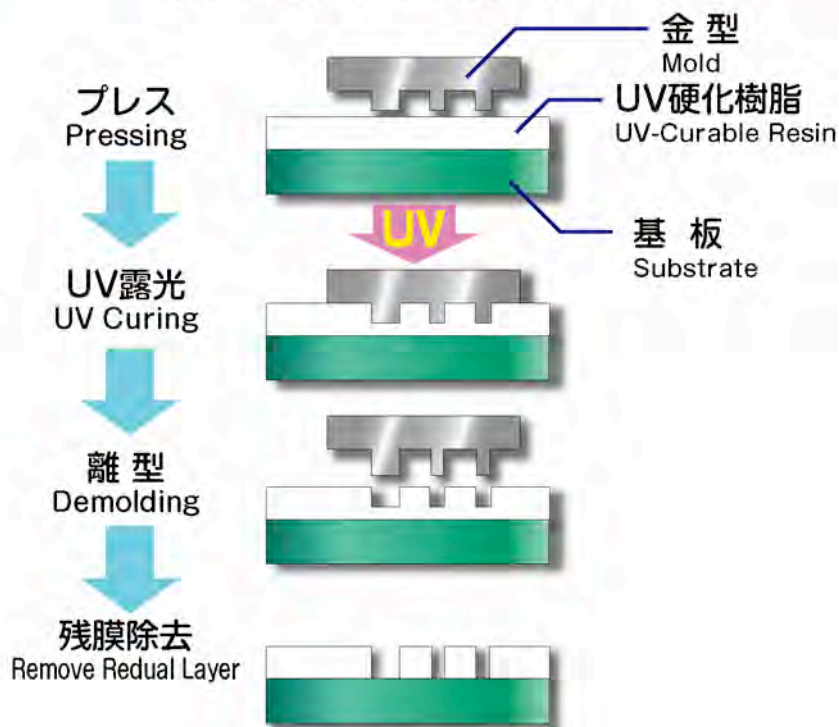 金型
Mold
プレス
Pressing
UV硬化樹脂
UV-Curable Resin
UV
基板
Substrate
UV露光
UV Curing
離型
Demolding
残膜除去
Remove Redual Layer